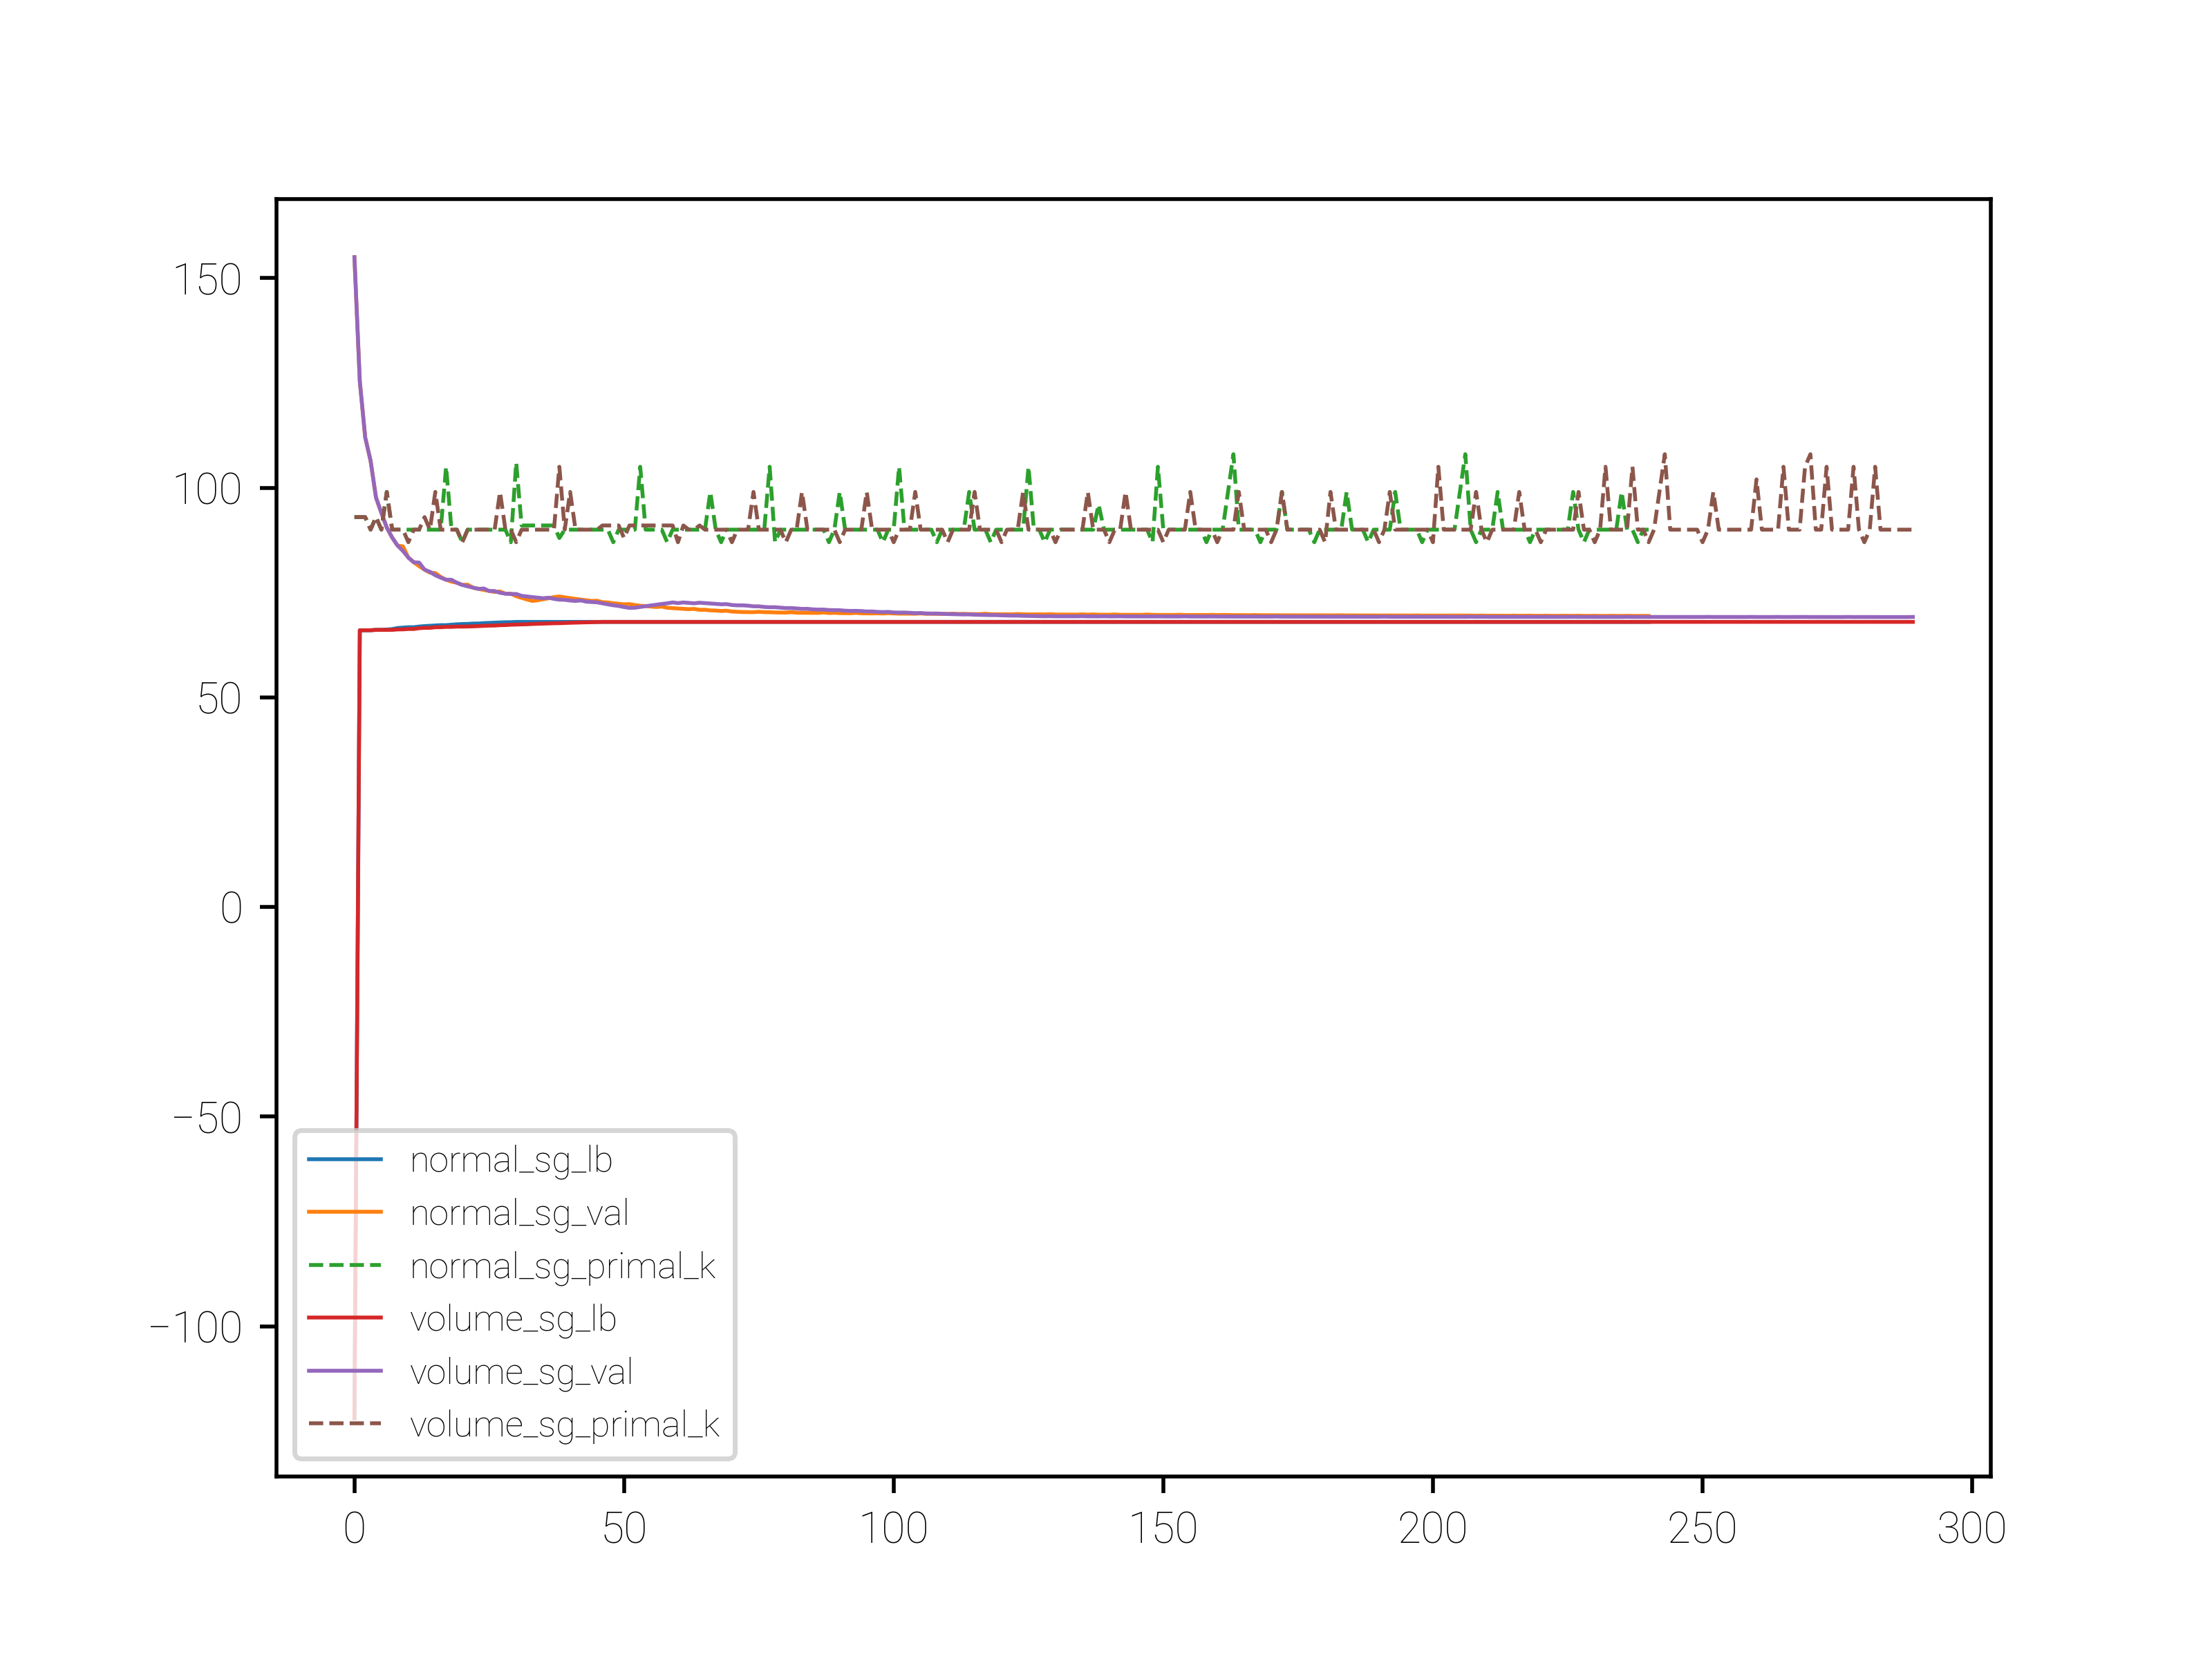 150
100
50
0
−50
−100
normal_sg_lb
normal_sg_val
normal_sg_primal_k
volume_sg_lb
volume_sg_val
volume_sg_primal_k
0 50 100 150 200 250 300